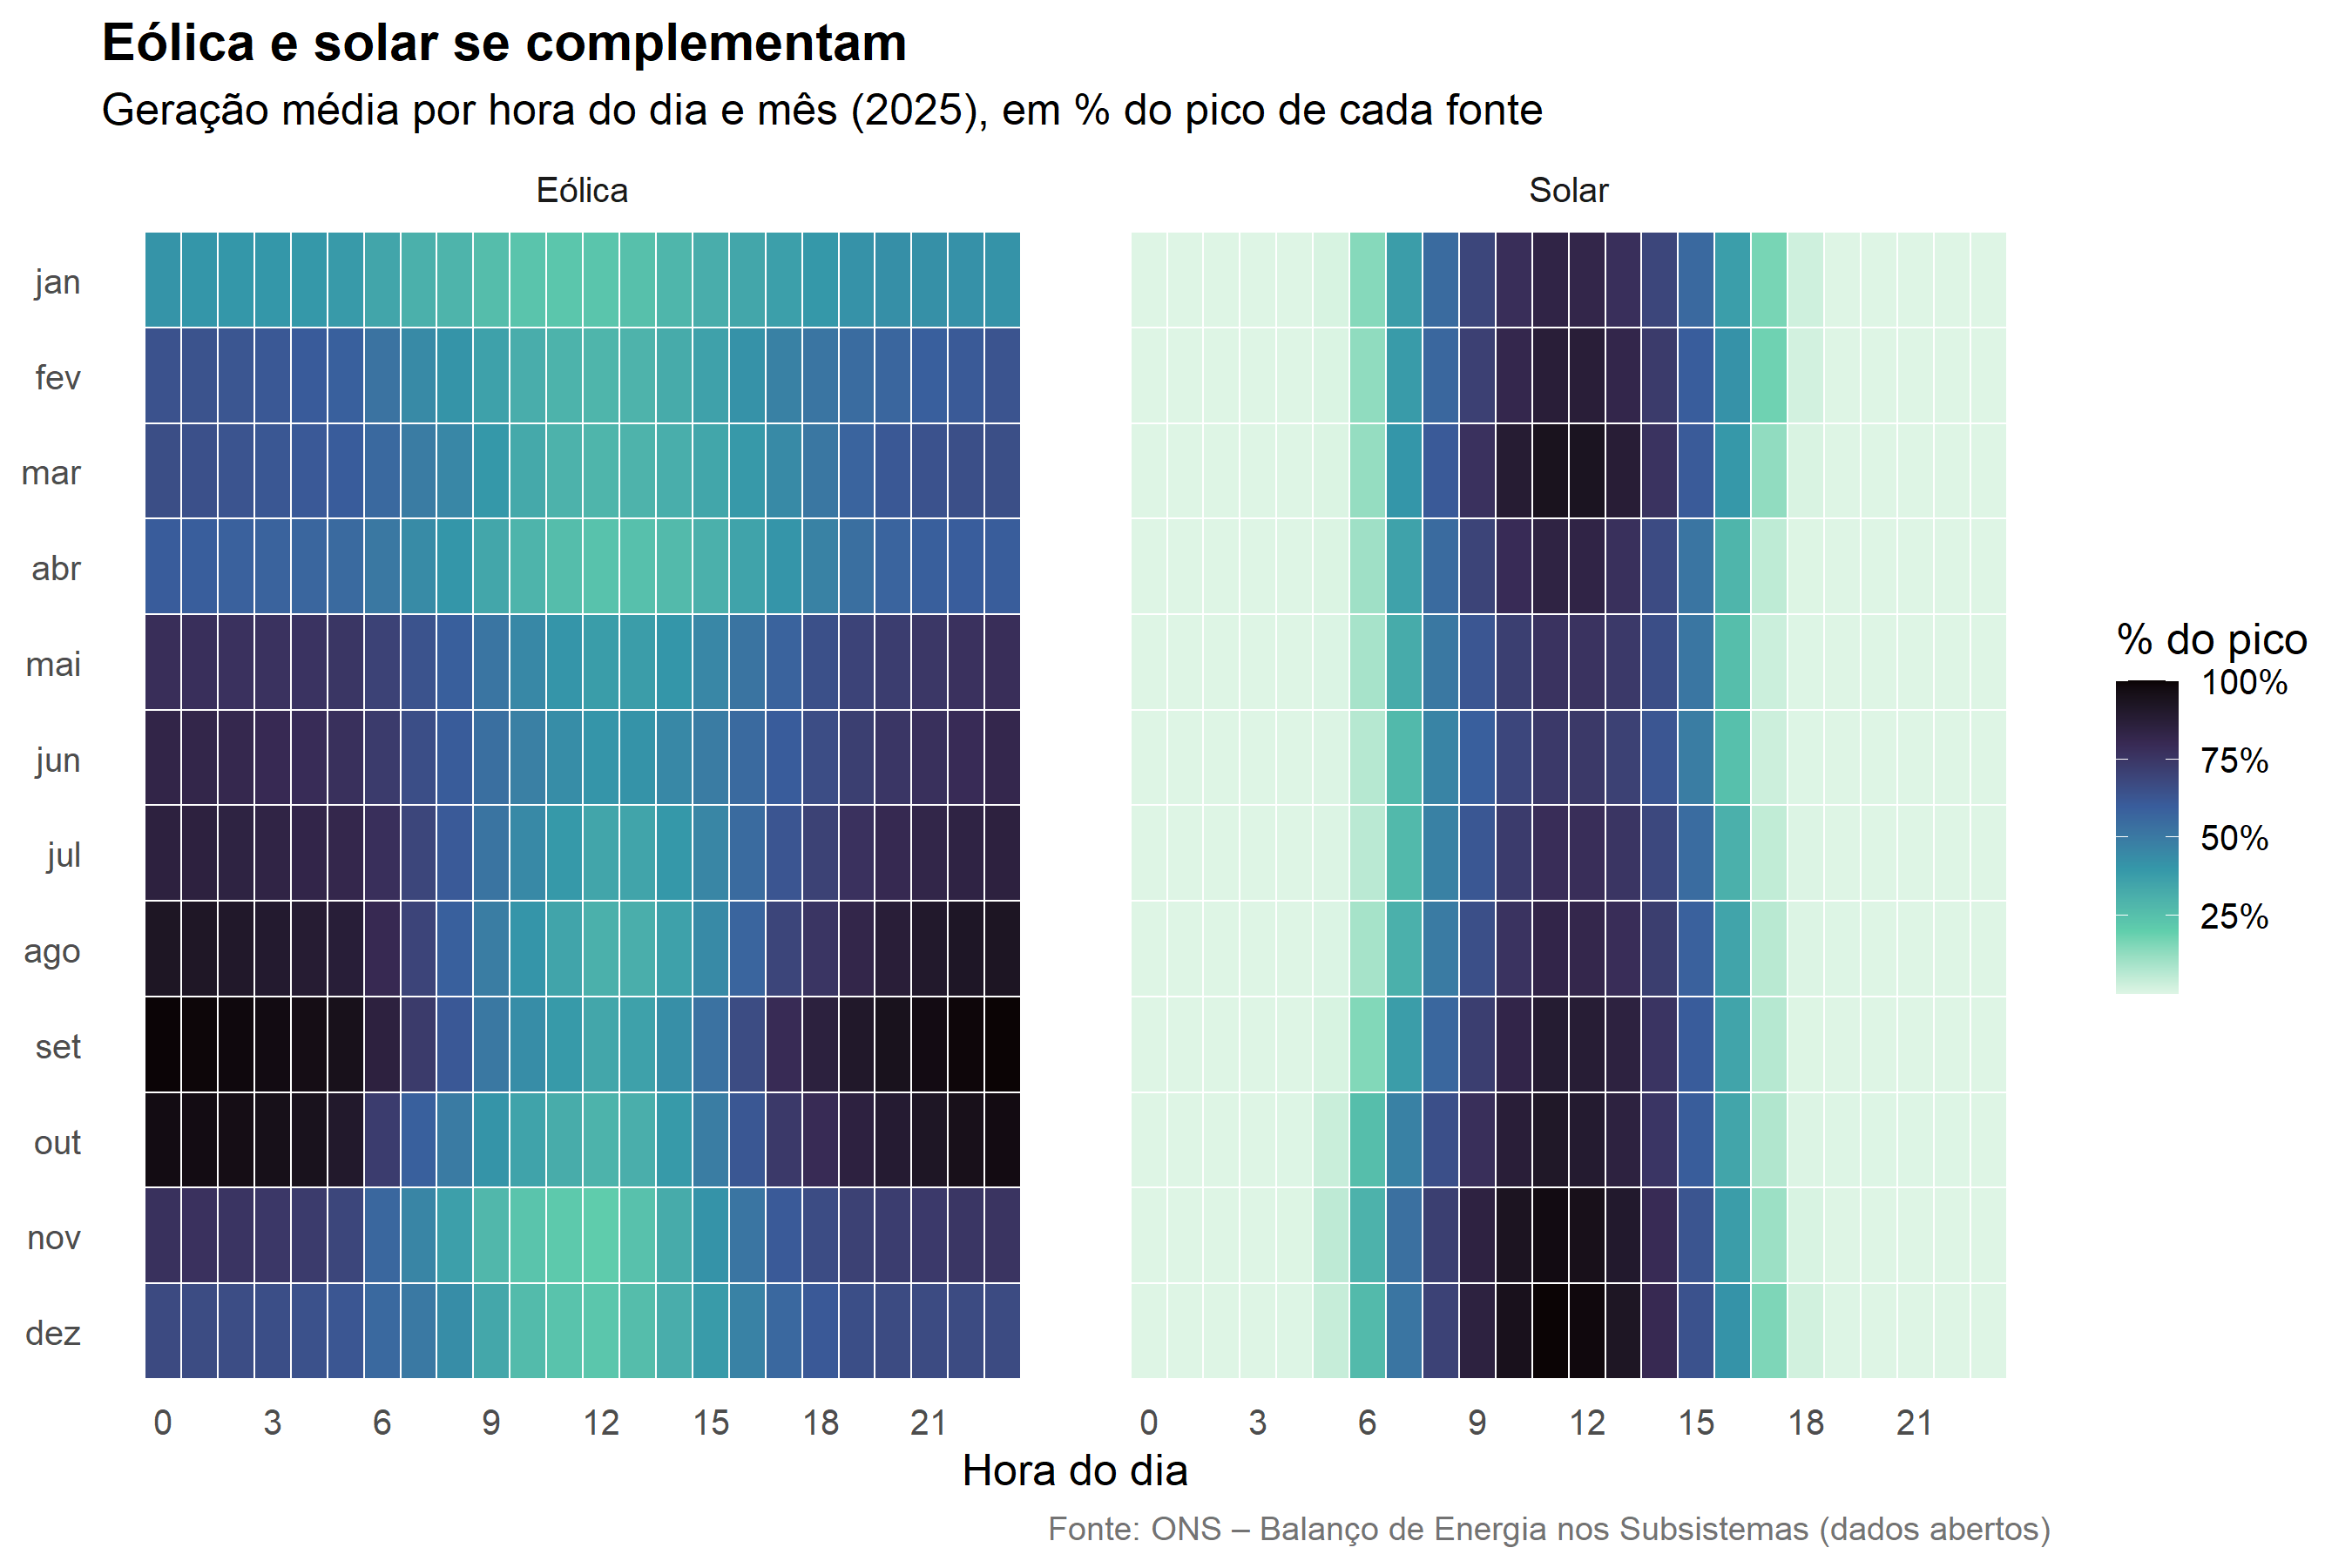 Eólica e solar se complementam
Geração média por hora do dia e mês (2025), em % do pico de cada fonte
Eólica
Solar
jan
fev
mar
abr
mai
jun
jul
ago
set
out
nov
dez
0 3 6 9 12 15 18 21
0 3 6 9 12 15 18 21
Hora do dia
% do pico
100%
75%
50%
25%
Fonte: ONS – Balanço de Energia nos Subsistemas (dados abertos)